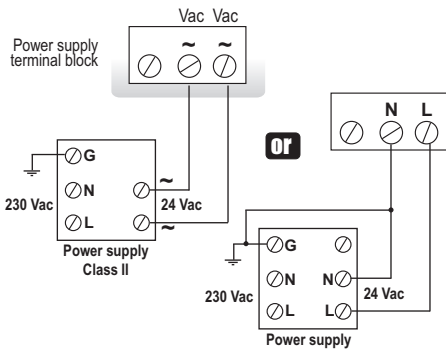 Vac Vac
Power supply
terminal block
~ ~
or
N L
G
N
L
230 Vac
~
24 Vac
~
Power supply
Class II
G
N
L
230 Vac
N
L
24 Vac
Power supply